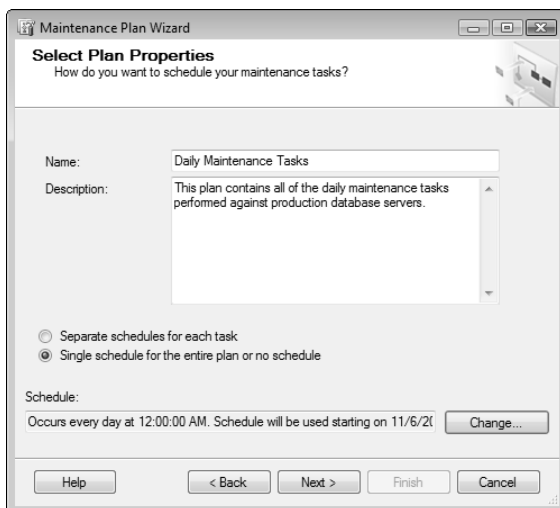 Maintenance Plan Wizard
Select Plan Properties
How do you want to schedule your maintenance tasks?
Name:
Daily Maintenance Tasks
Description:
This plan contains all of the daily maintenance tasks
performed against production database servers.
Separate schedules for each task
Single schedule for the entire plan or no schedule
Schedule:
Occurs every day at 12:00:00 AM. Schedule will be used starting on
Change...
Help
< Back
Next >
Finish
Cancel